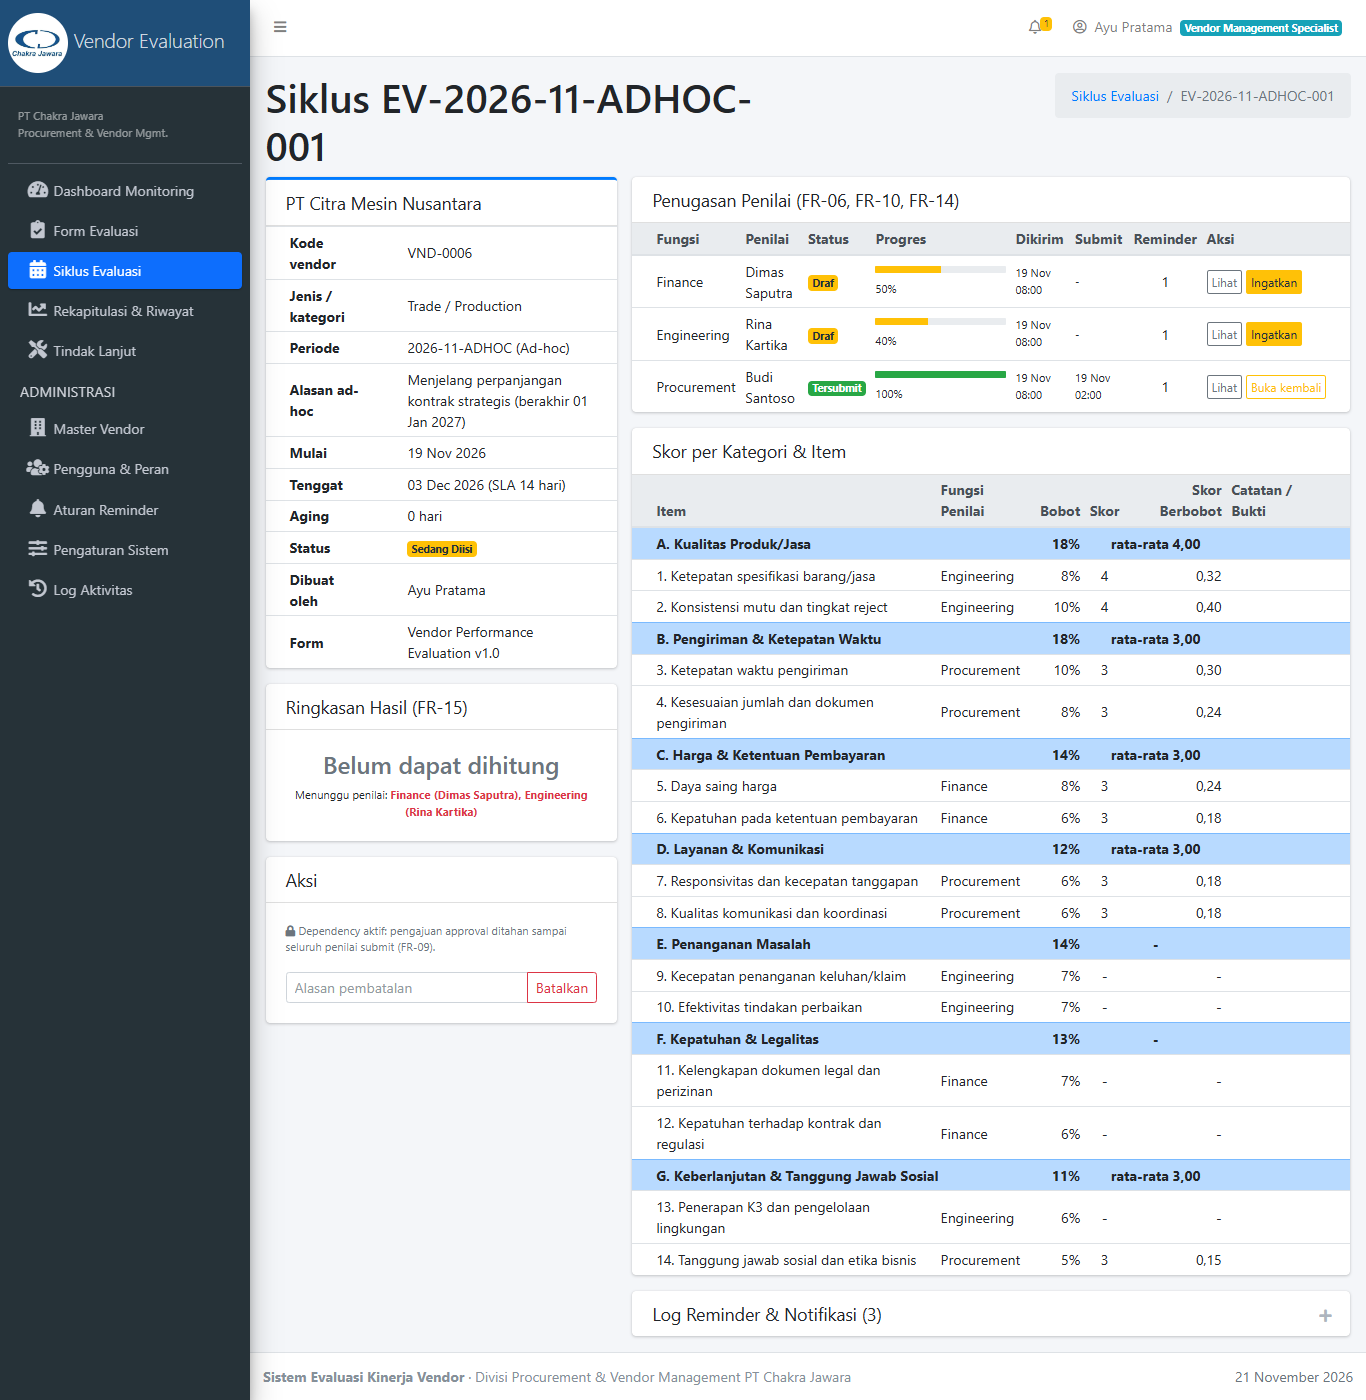 Chakra Jawara
Vendor Evaluation
PT Chakra Jawara
Procurement & Vendor Mgmt.
Dashboard Monitoring
Form Evaluasi
Siklus Evaluasi
Rekapitulasi & Riwayat
Tindak Lanjut
ADMINISTRASI
Master Vendor
Pengguna & Peran
Aturan Reminder
Pengaturan Sistem
Log Aktivitas
1
Ayu Pratama Vendor Management Specialist
Siklus EV-2026-11-ADHOC-
001
Siklus Evaluasi / EV-2026-11-ADHOC-001
PT Citra Mesin Nusantara
Kode
vendor
VND-0006
Jenis /
kategori
Trade / Production
Periode 2026-11-ADHOC (Ad-hoc)
Alasan ad-
hoc
Menjelang perpanjangan
kontrak strategis (berakhir 01
Jan 2027)
Mulai 19 Nov 2026
Tenggat 03 Dec 2026 (SLA 14 hari)
Aging 0 hari
Status Sedang Diisi
Dibuat
oleh
Ayu Pratama
Form
Vendor Performance
Evaluation v1.0
Ringkasan Hasil (FR-15)
Belum dapat dihitung
Menunggu penilai: Finance (Dimas Saputra), Engineering
(Rina Kartika)
Aksi
Dependency aktif: pengajuan approval ditahan sampai
seluruh penilai submit (FR-09).
Alasan pembatalan Batalkan
Penugasan Penilai (FR-06, FR-10, FR-14)
Fungsi Penilai Status Progres Dikirim Submit Reminder Aksi
Finance
Dimas
Saputra
Draf
50%
19 Nov
08:00
-
1
Lihat Ingatkan
Engineering
Rina
Kartika
Draf
40%
19 Nov
08:00
-
1
Lihat Ingatkan
Procurement
Budi
Santoso
Tersubmit
100%
19 Nov
08:00
19 Nov
02:00
1
Lihat Buka kembali
Skor per Kategori & Item
Item
Fungsi
Penilai
Bobot Skor
Skor
Berbobot
Catatan /
Bukti
A. Kualitas Produk/Jasa 18% rata-rata 4,00
1. Ketepatan spesifikasi barang/jasa Engineering 8% 4 0,32
2. Konsistensi mutu dan tingkat reject Engineering 10% 4 0,40
B. Pengiriman & Ketepatan Waktu 18% rata-rata 3,00
3. Ketepatan waktu pengiriman Procurement 10% 3 0,30
4. Kesesuaian jumlah dan dokumen
pengiriman
Procurement 8% 3 0,24
C. Harga & Ketentuan Pembayaran 14% rata-rata 3,00
5. Daya saing harga Finance 8% 3 0,24
6. Kepatuhan pada ketentuan pembayaran Finance 6% 3 0,18
D. Layanan & Komunikasi 12% rata-rata 3,00
7. Responsivitas dan kecepatan tanggapan Procurement 6% 3 0,18
8. Kualitas komunikasi dan koordinasi Procurement 6% 3 0,18
E. Penanganan Masalah 14% -
9. Kecepatan penanganan keluhan/klaim Engineering 7% - -
10. Efektivitas tindakan perbaikan Engineering 7% - -
F. Kepatuhan & Legalitas 13% -
11. Kelengkapan dokumen legal dan
perizinan
Finance 7% - -
12. Kepatuhan terhadap kontrak dan
regulasi
Finance 6% - -
G. Keberlanjutan & Tanggung Jawab Sosial 11% rata-rata 3,00
13. Penerapan K3 dan pengelolaan
lingkungan
Engineering 6% - -
14. Tanggung jawab sosial dan etika bisnis Procurement 5% 3 0,15
Log Reminder & Notifikasi (3)
Sistem Evaluasi Kinerja Vendor · Divisi Procurement & Vendor Management PT Chakra Jawara
21 November 2026